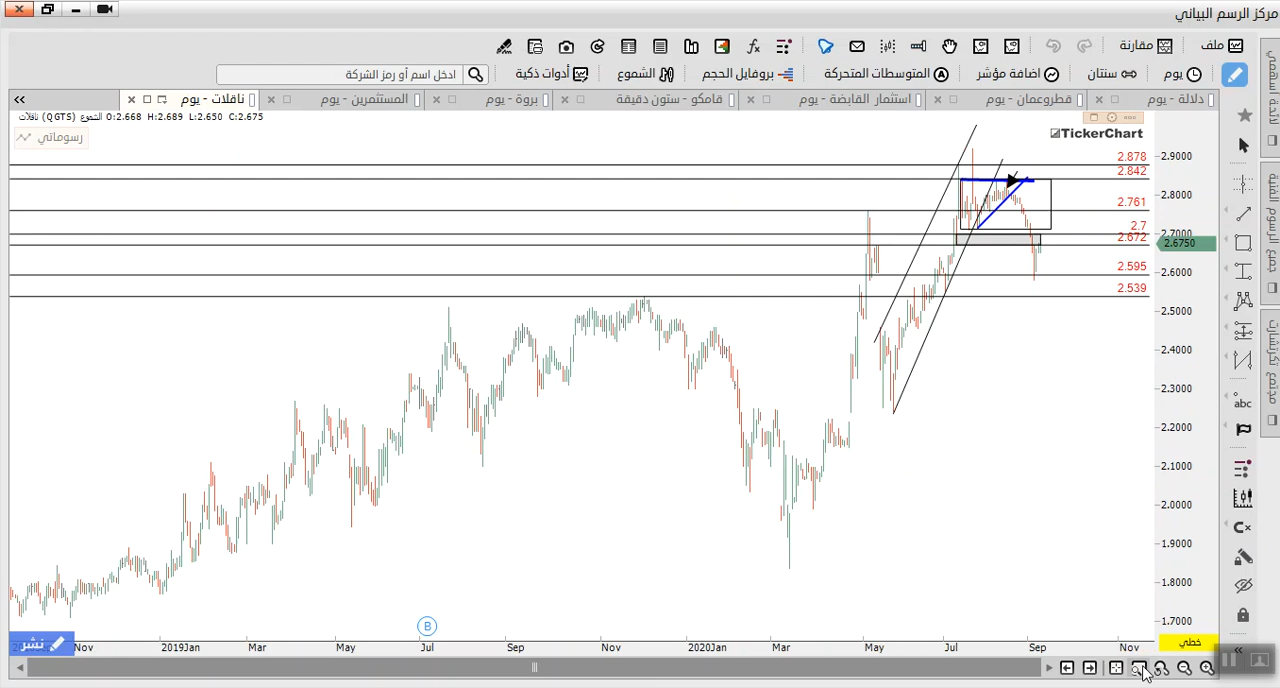 مركز الرسم البياني
ملف
مقارنة
يوم
سنتان
اضافة مؤشر
المتوسطات المتحركة
بروفايل الحجم
الشموع
أدوات ذكية
ادخل اسم أو رمز الشركة
دلالة - يوم
قطروعمان - يوم
استثمار القابضة - يوم
قامكو - ستون دقيقة
بروة - يوم
المستثمرين - يوم
ناقلات - يوم
ناقلات (QGTS) الشموع O:2.668 H:2.689 L:2.650 C:2.675
رسوماتي
TickerChart
2.878
2.842
2.761
2.7
2.672
2.595
2.539
2.9000
2.8000
2.7000
2.6750
2.6000
2.5000
2.4000
2.3000
2.2000
2.1000
2.0000
1.9000
1.8000
1.7000
abc
B
نشر
Nov
2019Jan
Mar
May
Jul
Sep
Nov
2020Jan
Mar
May
Jul
Sep
Nov
خطي